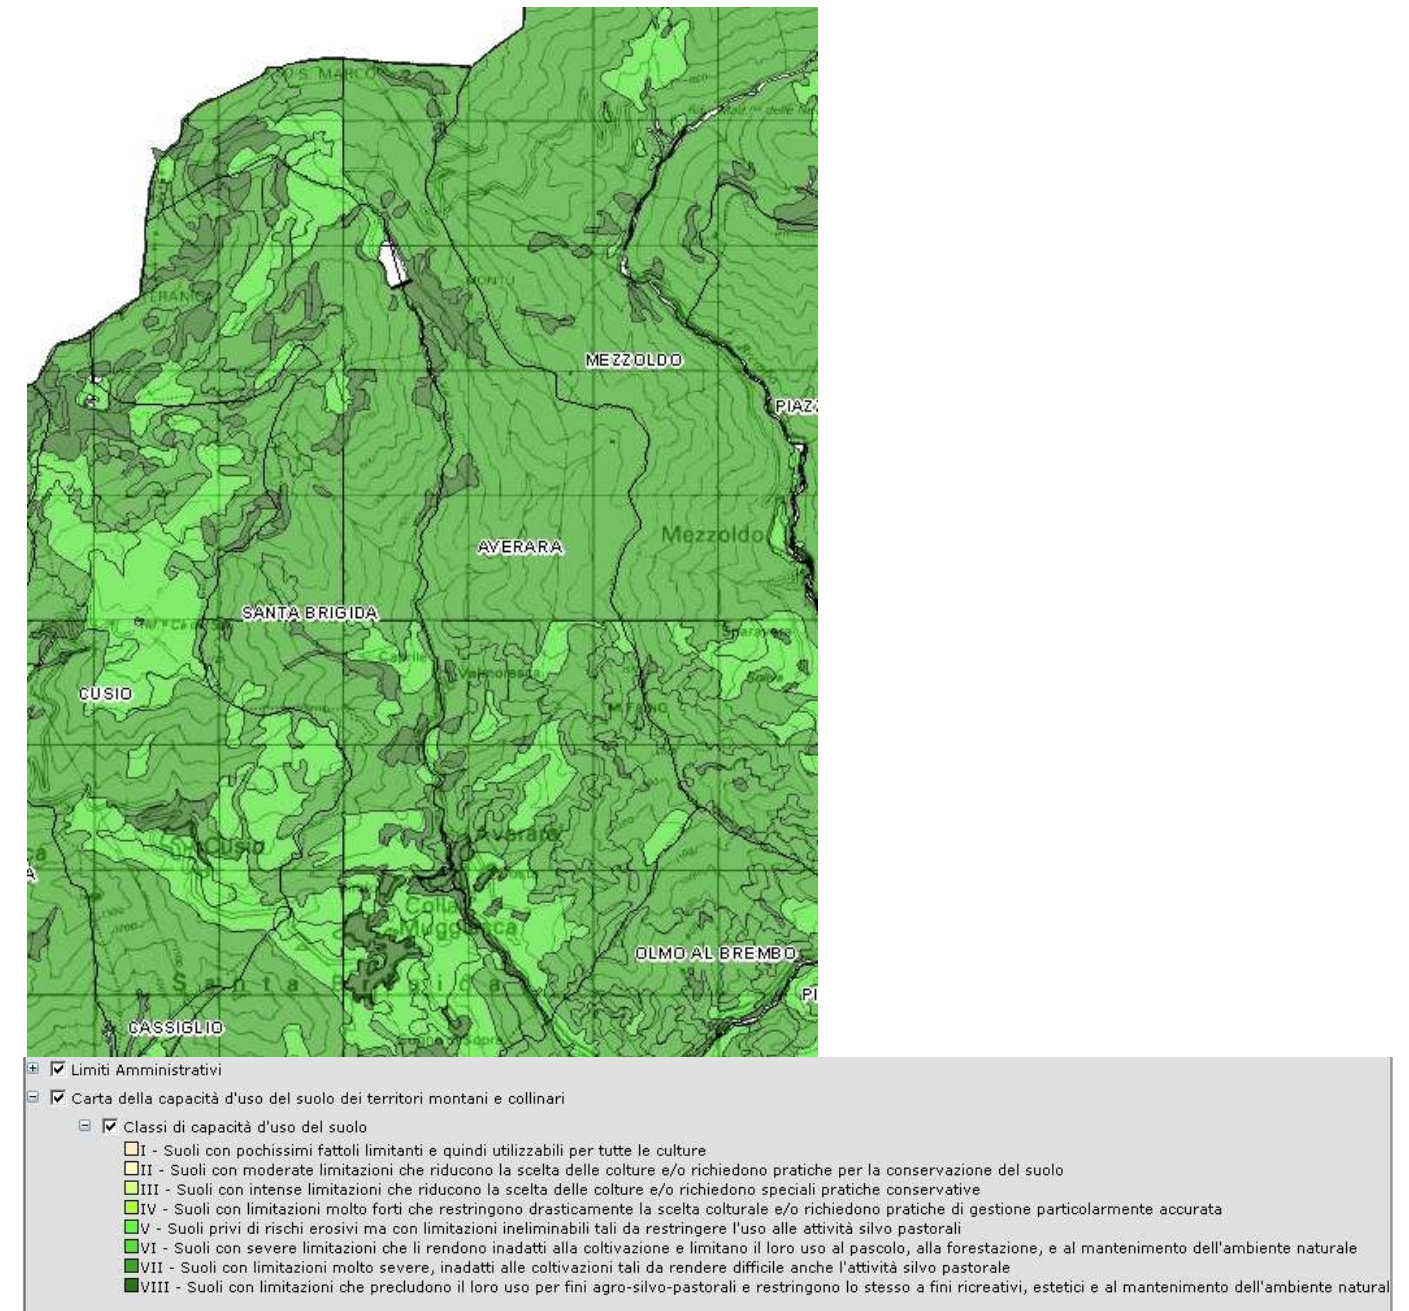 S. MARCO
MONTÙ
MEZZOLDO
Mezzoldo
AVERARA
SANTA BRIGIDA
Caprile
Valmoresca
Sparavera
CUSIO
Cusio
Averara
OLMO AL BREMBO
Santa Brigida
CASSIGLIO
Limiti Amministrativi
Carta della capacità d'uso del suolo dei territori montani e collinari
Classi di capacità d'uso del suolo
I - Suoli con pochissimi fattoli limitanti e quindi utilizzabili per tutte le culture
II - Suoli con moderate limitazioni che riducono la scelta delle colture e/o richiedono pratiche per la conservazione del suolo
III - Suoli con intense limitazioni che riducono la scelta delle colture e/o richiedono speciali pratiche conservative
IV - Suoli con limitazioni molto forti che restringono drasticamente la scelta colturale e/o richiedono pratiche di gestione particolarmente accurata
V - Suoli privi di rischi erosivi ma con limitazioni ineliminabili tali da restringere l'uso alle attività silvo pastorali
VI - Suoli con severe limitazioni che li rendono inadatti alla coltivazione e limitano il loro uso al pascolo, alla forestazione, e al mantenimento dell'ambiente naturale
VII - Suoli con limitazioni molto severe, inadatti alle coltivazioni tali da rendere difficile anche l'attività silvo pastorale
VIII - Suoli con limitazioni che precludono il loro uso per fini agro-silvo-pastorali e restringono lo stesso a fini ricreativi, estetici e al mantenimento dell'ambiente natural